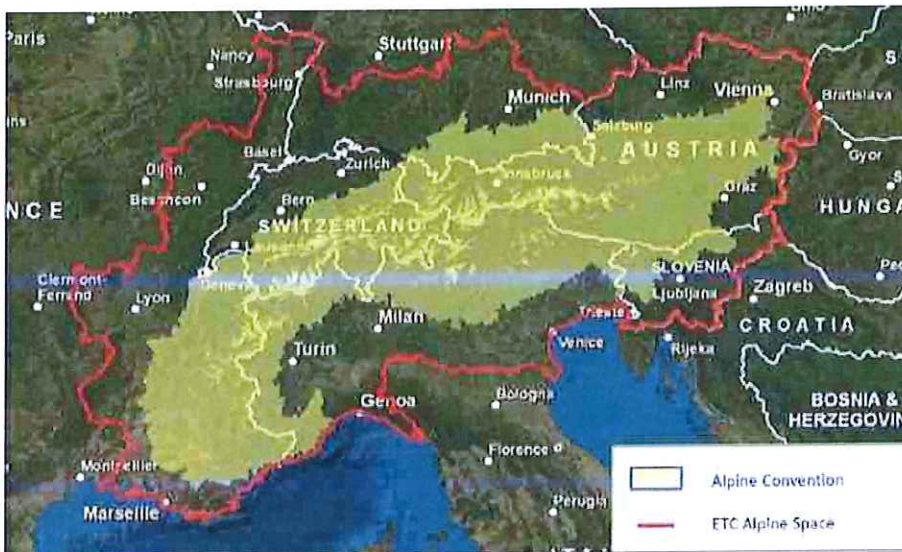 Paris
Stuttgart
Nancy
Strasbourg
Linz
Vienna
Munich
Bratislava
Salzburg
Basel
Zurich
AUSTRIA
Gyor
Dijon
Besancon
Innsbruck
Graz
NCE
Bern
HUNGA
SWITZERLAND
Lausanne
Geneva
SLOVENIA
Clermont-
Ferrand
Lyon
Ljubljana
Zagreb
Milan
Trieste
CROATIA
Turin
Venice
Rijeka
Genoa
Bologna
BOSNIA &
HERZEGOVIN
Florence
Montpellier
Marseille
Perugia
Alpine Convention
ETC Alpine Space